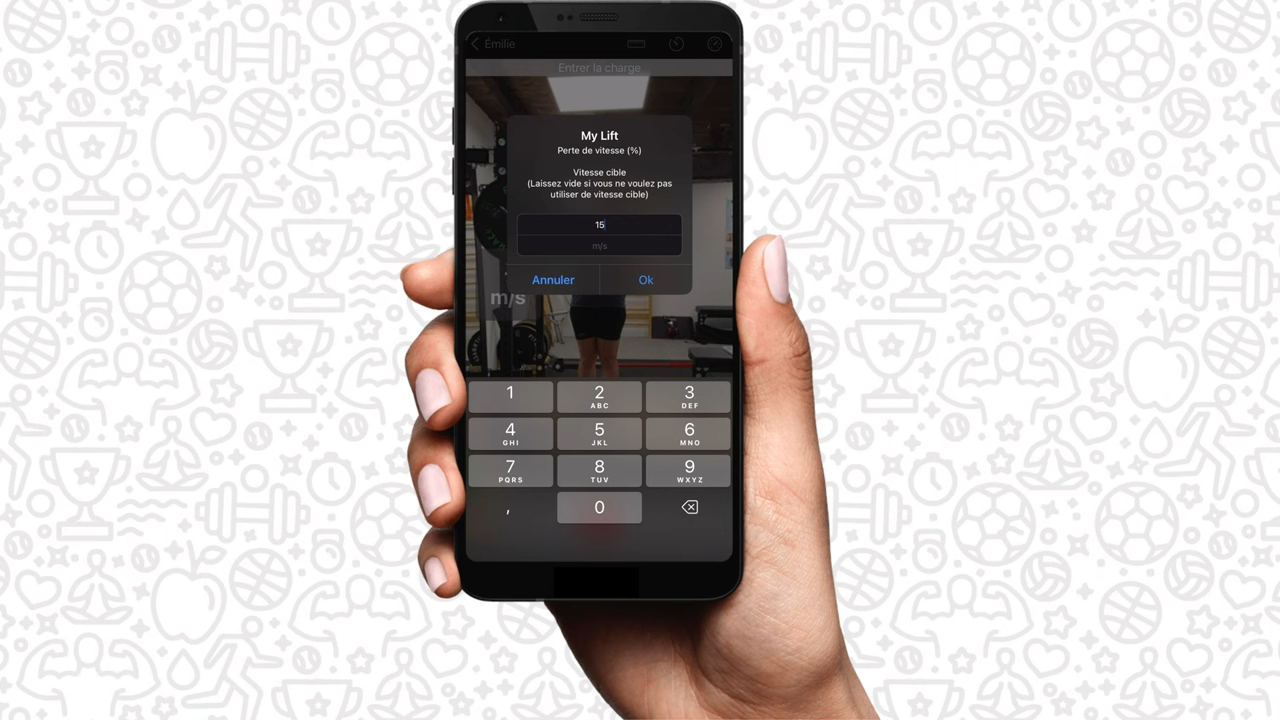 Émilie
Entrer la charge
My Lift
Perte de vitesse (%)
Vitesse cible
(Laissez vide si vous ne voulez pas
utiliser de vitesse cible)
15
m/s
Annuler
Ok
m/s
1
2
ABC
3
DEF
4
GHI
5
JKL
6
MNO
7
PQRS
8
TUV
9
WXYZ
,
0